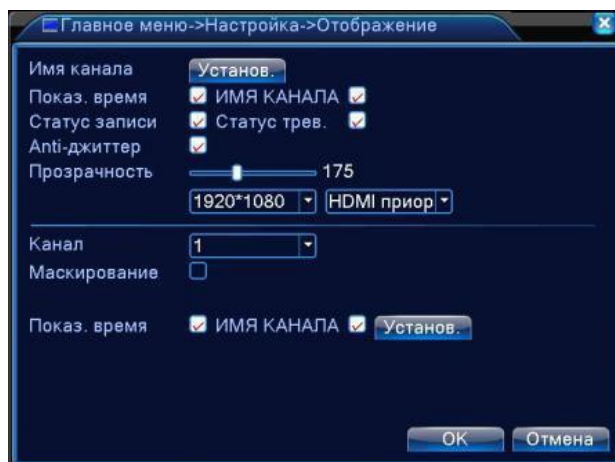 Главное меню->Настройка->Отображение
Имя канала Установ.
Показ. время ИМЯ КАНАЛА
Статус записи Статус трев.
Anti-джиттер
Прозрачность 175
1920*1080 HDMI приор
Канал 1
Маскирование
Показ. время ИМЯ КАНАЛА Установ.
OK Отмена